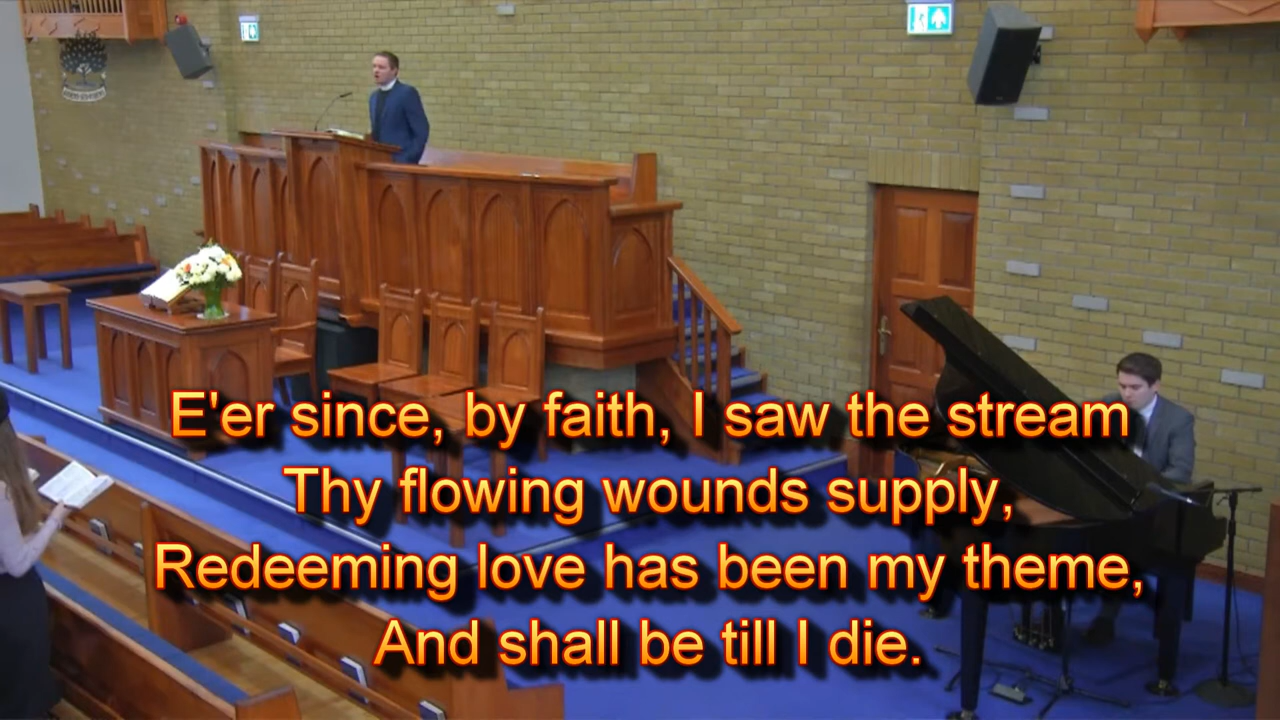 E'er since, by faith, I saw the stream
Thy flowing wounds supply,
Redeeming love has been my theme,
And shall be till I die.